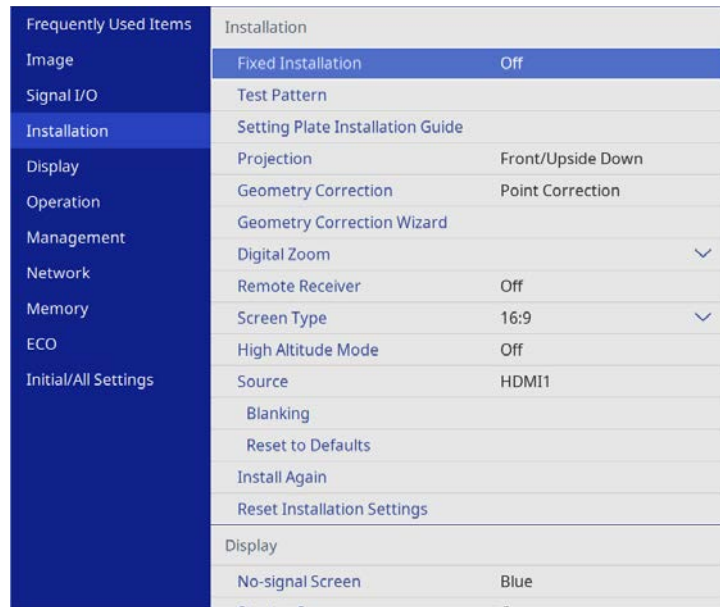 Frequently Used Items
Image
Signal I/O
Installation
Display
Operation
Management
Network
Memory
ECO
Initial/All Settings
Installation
Fixed Installation Off
Test Pattern
Setting Plate Installation Guide
Projection Front/Upside Down
Geometry Correction Point Correction
Geometry Correction Wizard
Digital Zoom
Remote Receiver Off
Screen Type 16:9
High Altitude Mode Off
Source HDMI1
Blanking
Reset to Defaults
Install Again
Reset Installation Settings
Display
No-signal Screen Blue